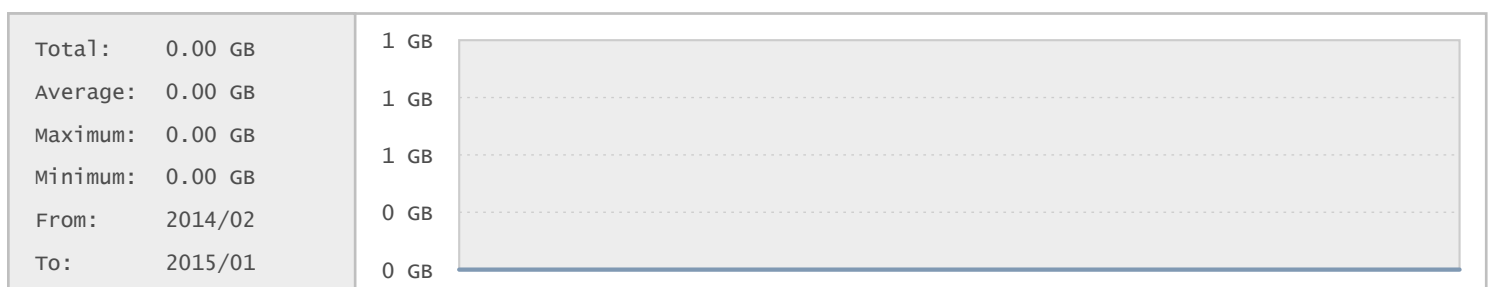 Total: 0.00 GB
Average: 0.00 GB
Maximum: 0.00 GB
Minimum: 0.00 GB
From: 2014/02
To: 2015/01
1 GB
1 GB
1 GB
0 GB
0 GB